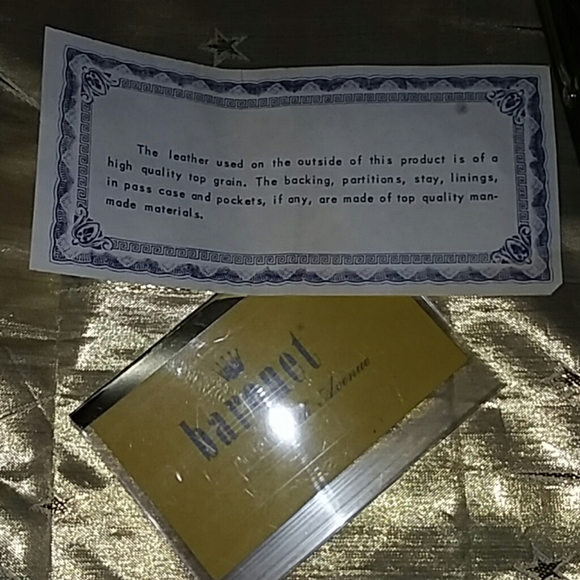 The leather used on the outside of this product is of a
high quality top grain. The backing, partitions, stay, linings,
in pass case and pockets, if any, are made of top quality man-
made materials.
baronet
Avenue